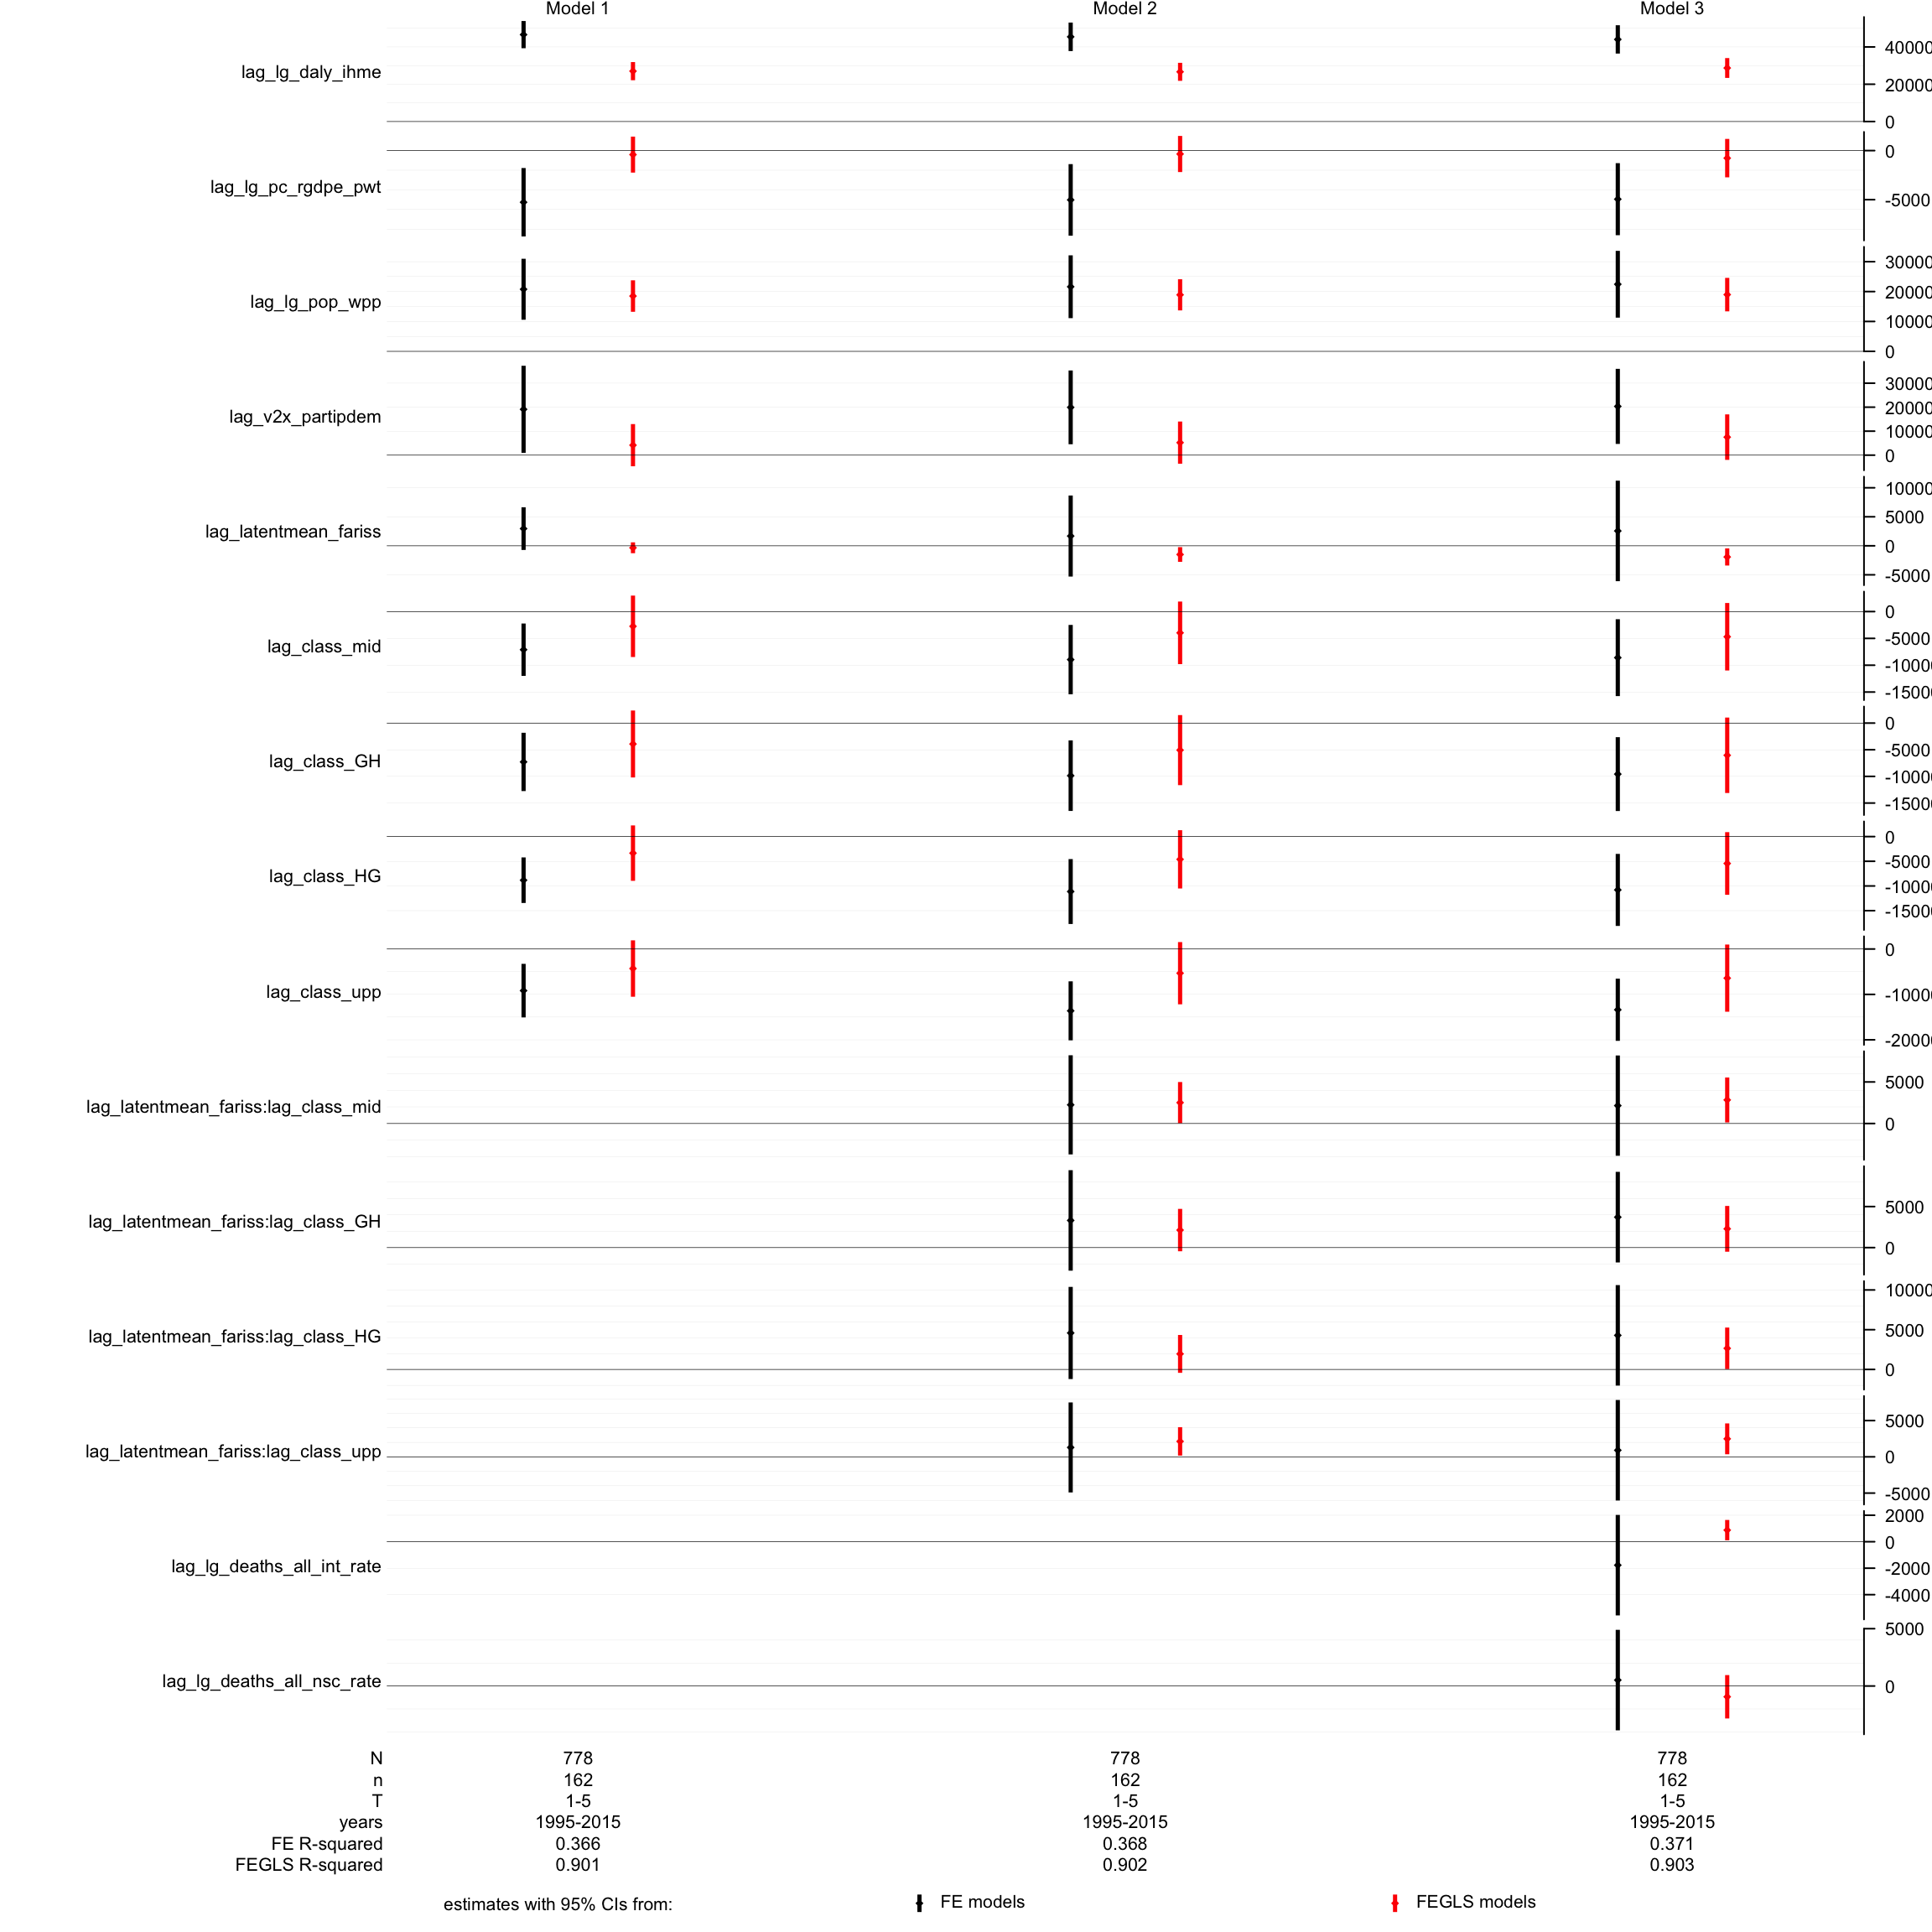 Model 1 Model 2 Model 3
lag_lg_daly_ihme
40000
20000
0
lag_lg_pc_rgdpe_pwt
0
-5000
lag_lg_pop_wpp
30000
20000
10000
0
lag_v2x_partipdem
30000
20000
10000
0
lag_latentmean_fariss
10000
5000
0
-5000
lag_class_mid
0
-5000
-10000
-15000
lag_class_GH
0
-5000
-10000
-15000
lag_class_HG
0
-5000
-10000
-15000
lag_class_upp
0
-10000
-20000
lag_latentmean_fariss:lag_class_mid
5000
0
lag_latentmean_fariss:lag_class_GH
5000
0
lag_latentmean_fariss:lag_class_HG
10000
5000
0
lag_latentmean_fariss:lag_class_upp
5000
0
-5000
lag_lg_deaths_all_int_rate
2000
0
-2000
-4000
lag_lg_deaths_all_nsc_rate
5000
0
N 778 778 778
n 162 162 162
T 1-5 1-5 1-5
years 1995-2015 1995-2015 1995-2015
FE R-squared 0.366 0.368 0.371
FEGLS R-squared 0.901 0.902 0.903
estimates with 95% CIs from: FE models FEGLS models